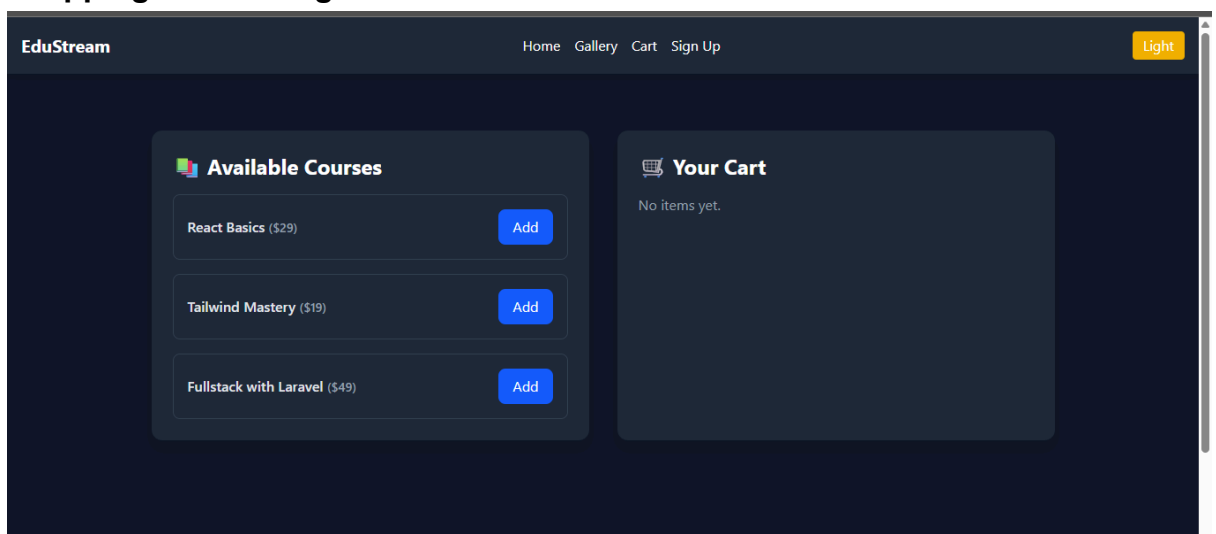 EduStream
Home Gallery Cart Sign Up
Light
📚 Available Courses
React Basics ($29)
Add
Tailwind Mastery ($19)
Add
Fullstack with Laravel ($49)
Add
🛒 Your Cart
No items yet.